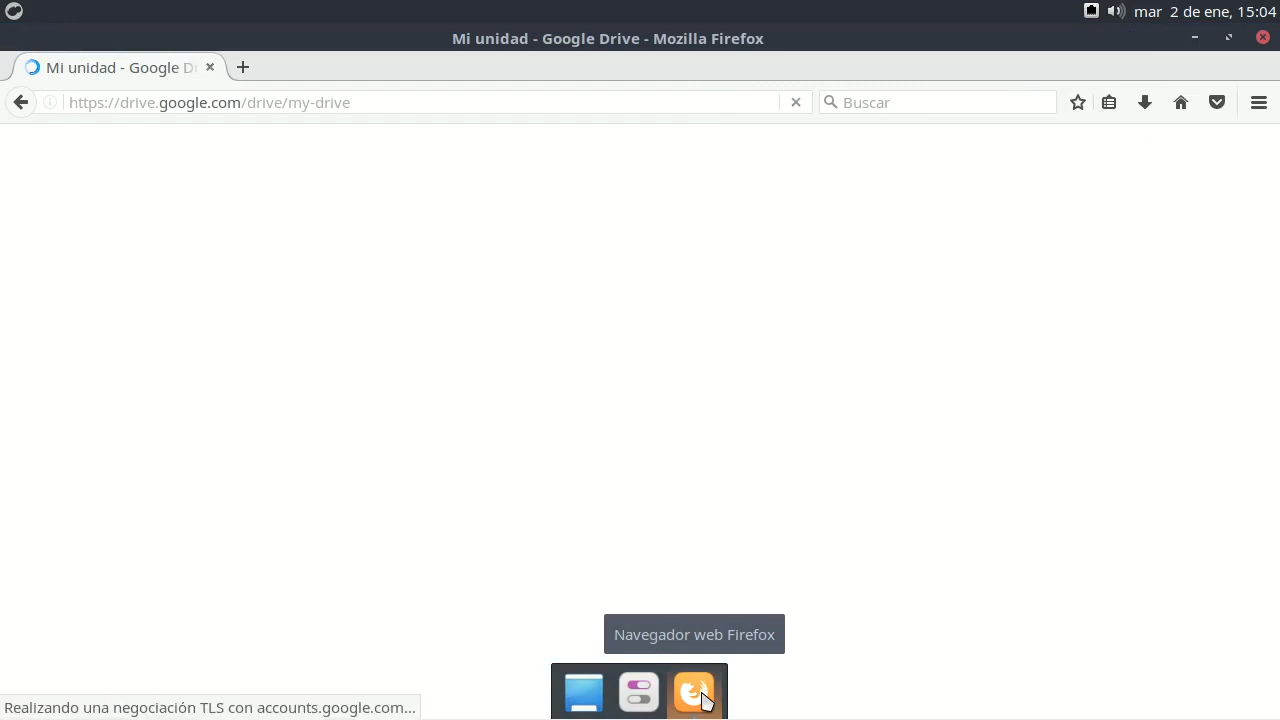 mar 2 de ene, 15:04
Mi unidad - Google Drive - Mozilla Firefox
Mi unidad - Google D
https://drive.google.com/drive/my-drive
Buscar
Navegador web Firefox
Realizando una negociación TLS con accounts.google.com...